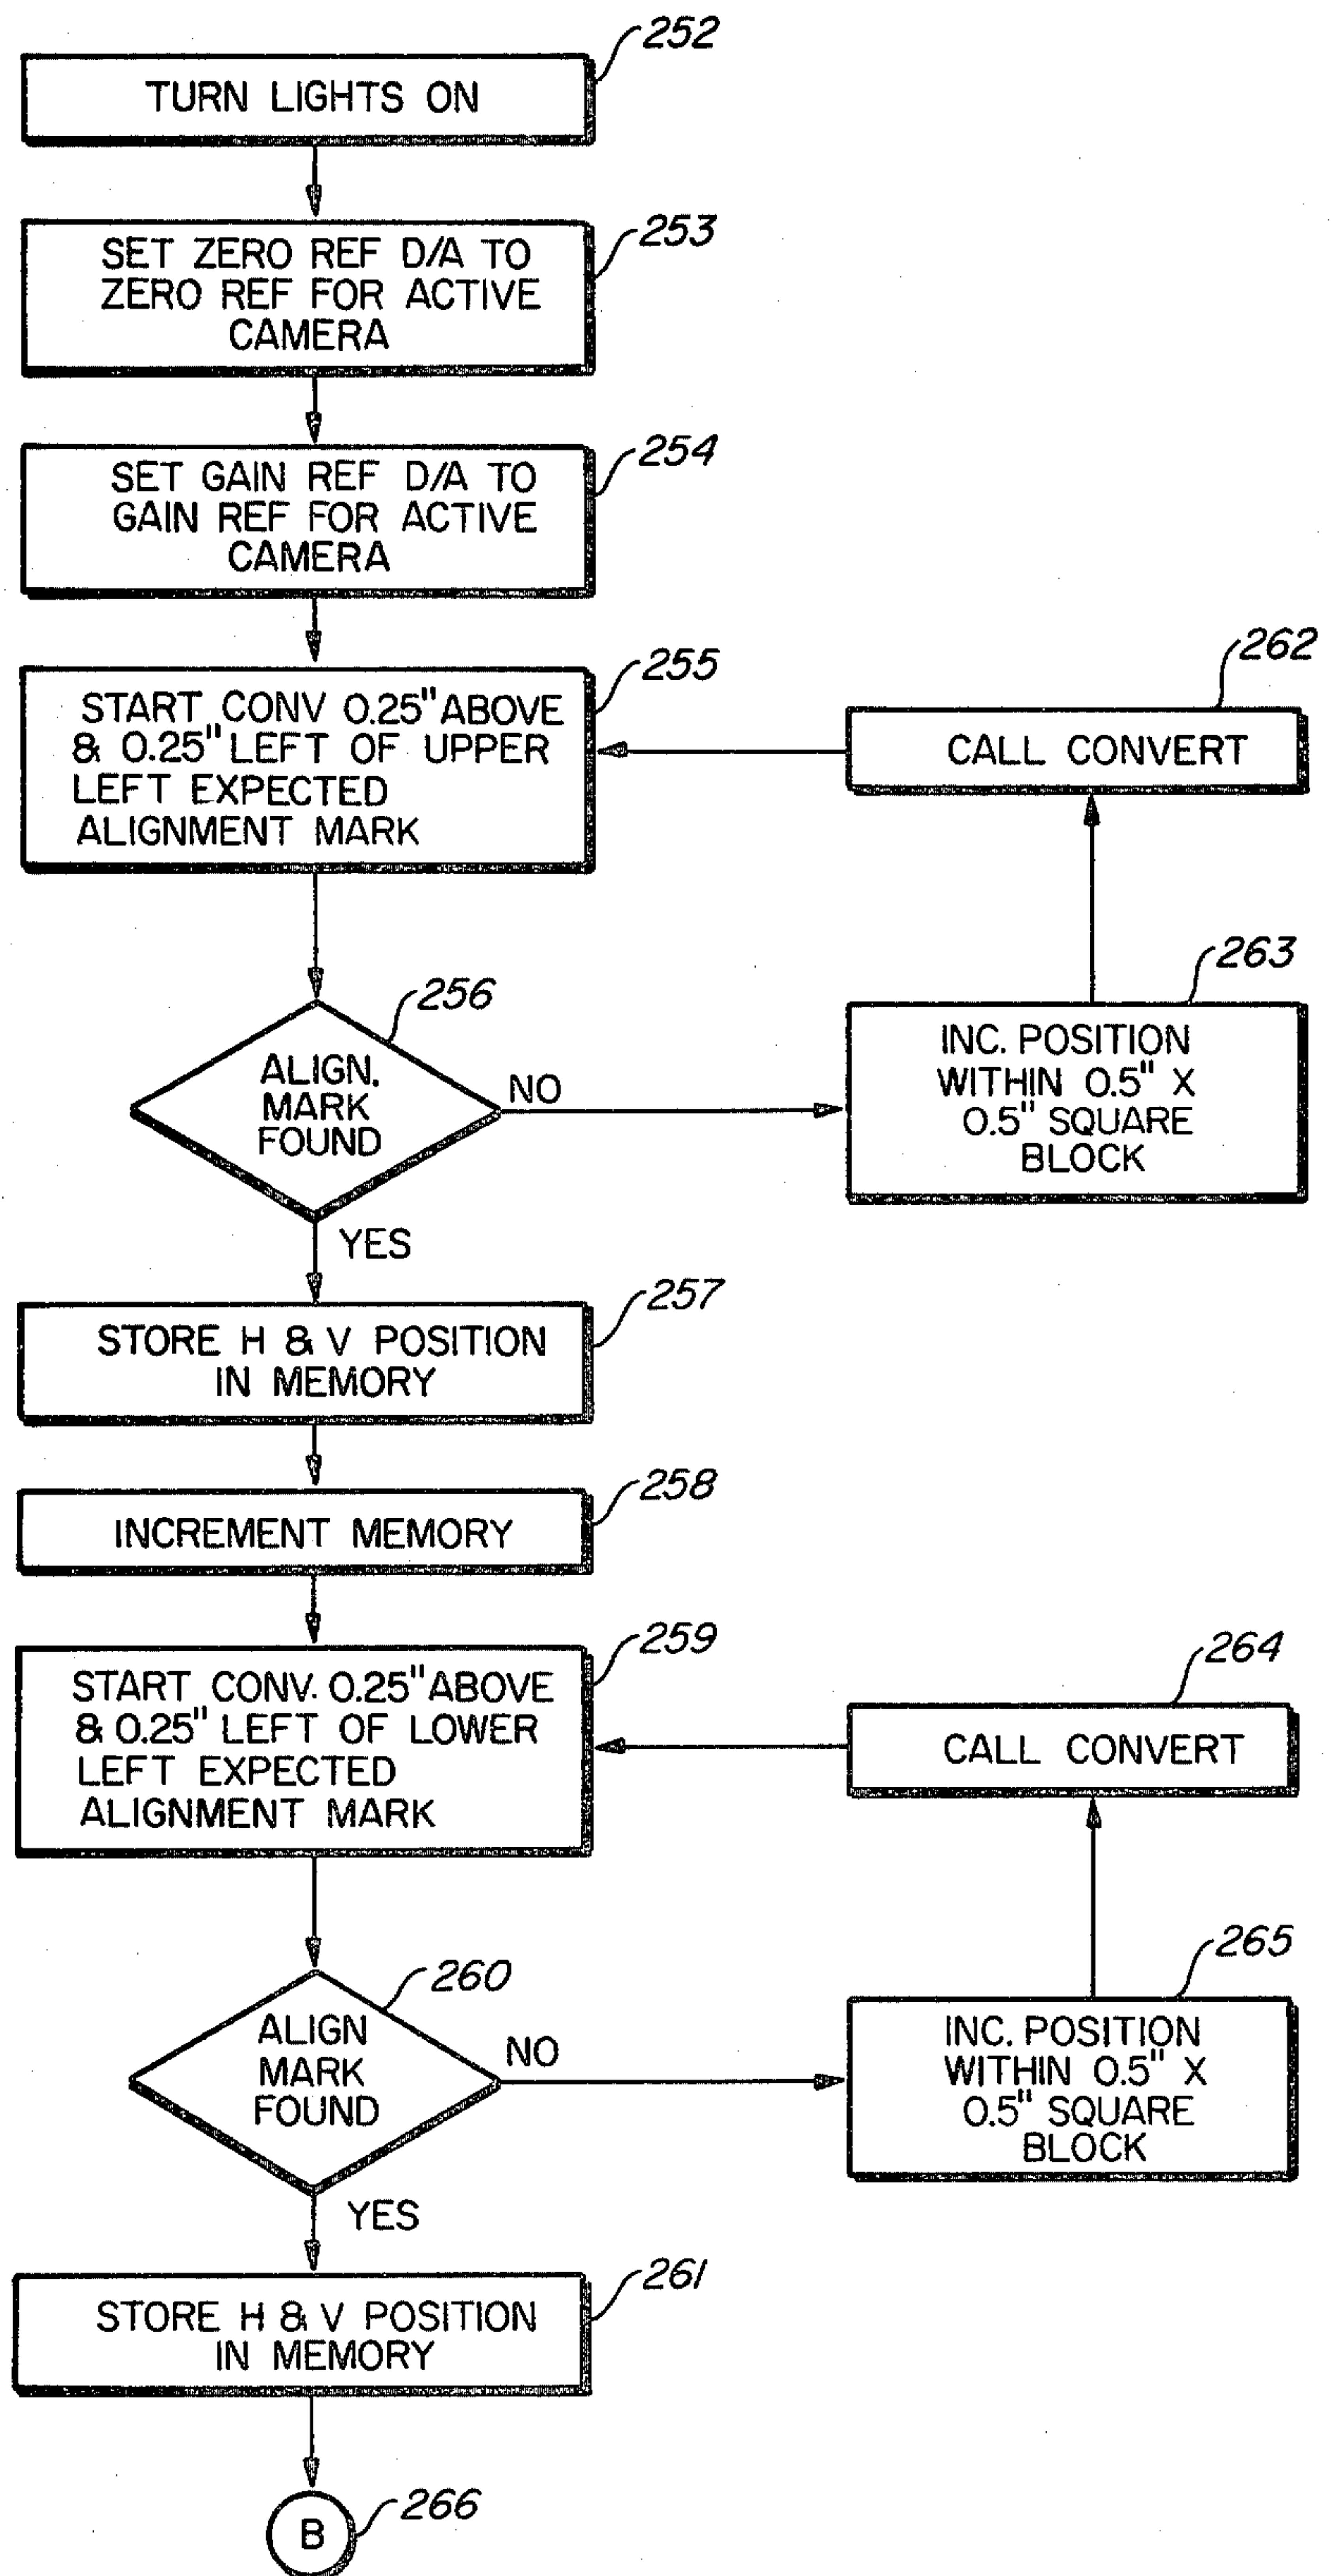 252
TURN LIGHTS ON
253
SET ZERO REF D/A TO
ZERO REF FOR ACTIVE
CAMERA
254
SET GAIN REF D/A TO
GAIN REF FOR ACTIVE
CAMERA
255
START CONV 0.25" ABOVE
& 0.25" LEFT OF UPPER
LEFT EXPECTED
ALIGNMENT MARK
262
CALL CONVERT
256
ALIGN.
MARK
FOUND
NO
YES
263
INC. POSITION
WITHIN 0.5" X
0.5" SQUARE
BLOCK
257
STORE H & V POSITION
IN MEMORY
258
INCREMENT MEMORY
259
START CONV. 0.25" ABOVE
& 0.25" LEFT OF LOWER
LEFT EXPECTED
ALIGNMENT MARK
264
CALL CONVERT
260
ALIGN
MARK
FOUND
NO
YES
265
INC. POSITION
WITHIN 0.5" X
0.5" SQUARE
BLOCK
261
STORE H & V POSITION
IN MEMORY
B
266